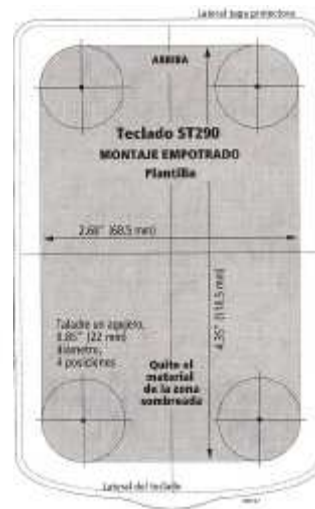 Lateral tapa protectora
ARRIBA
Teclado ST290
MONTAJE EMPOTRADO
Plantilla
2.68" (68.5 mm)
4.35" (118.5 mm)
Taladre un agujero,
0.85" (22 mm)
diámetro,
4 posiciones
Quite el
material
de la zona
sombreada
Lateral del teclado